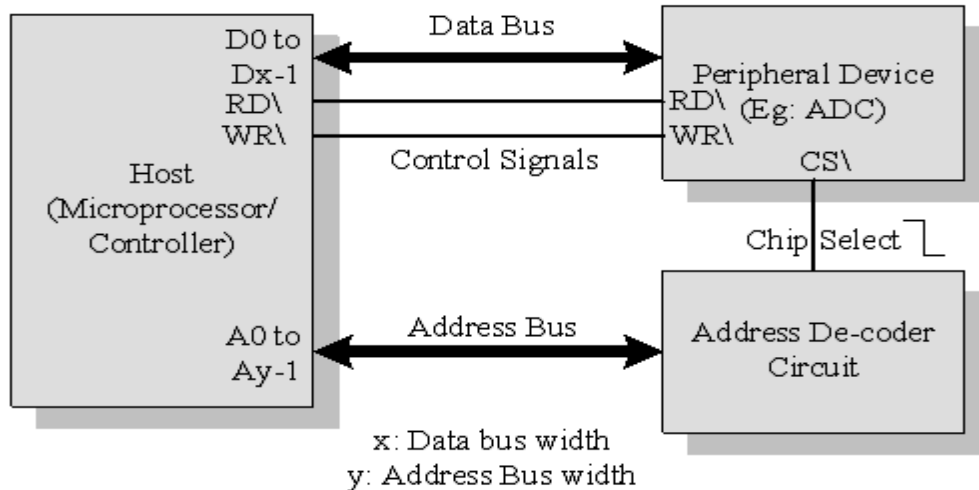 D0 to
Dx-1
RD\
WR\
Host
(Microprocessor/
Controller)
A0 to
Ay-1
Data Bus
Control Signals
Address Bus
Peripheral Device
(Eg: ADC)
RD\
WR\
CS\
Chip Select
Address De-coder
Circuit
x: Data bus width
y: Address Bus width